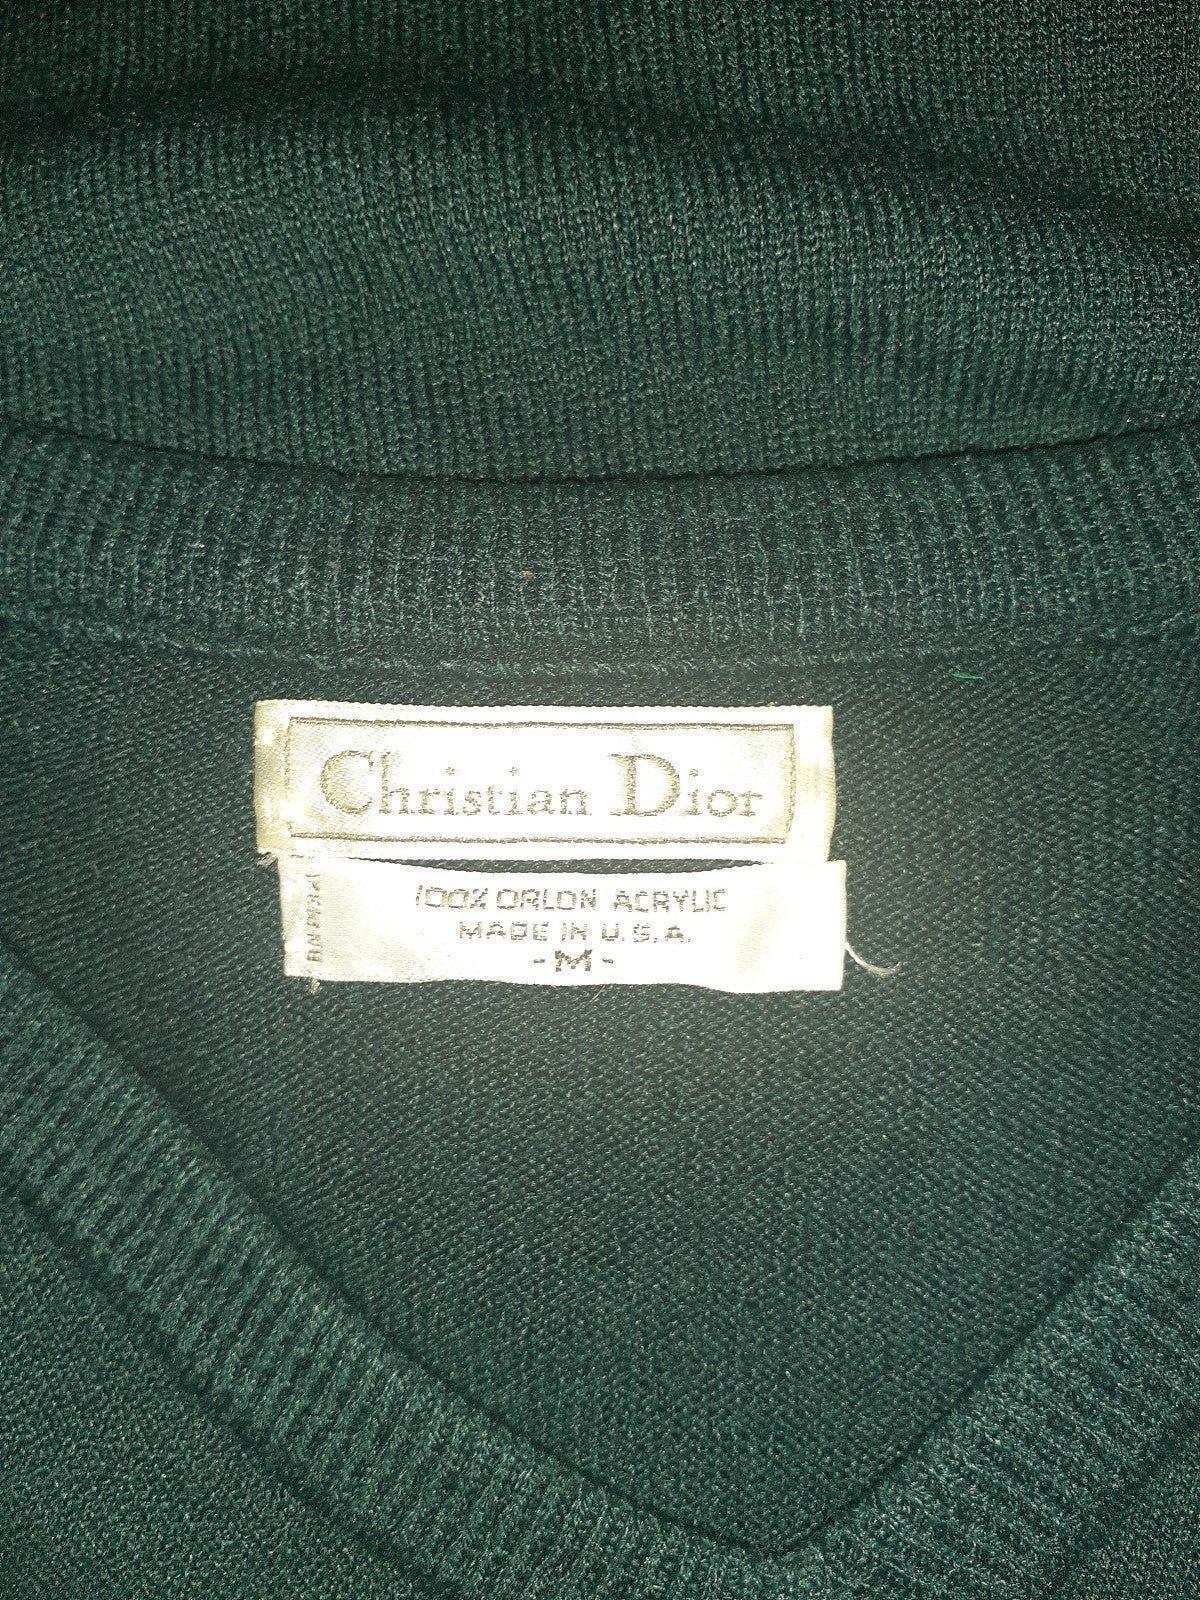 Christian Dior
100% ORLON ACRYLIC
MADE IN U.S.A.
-M-